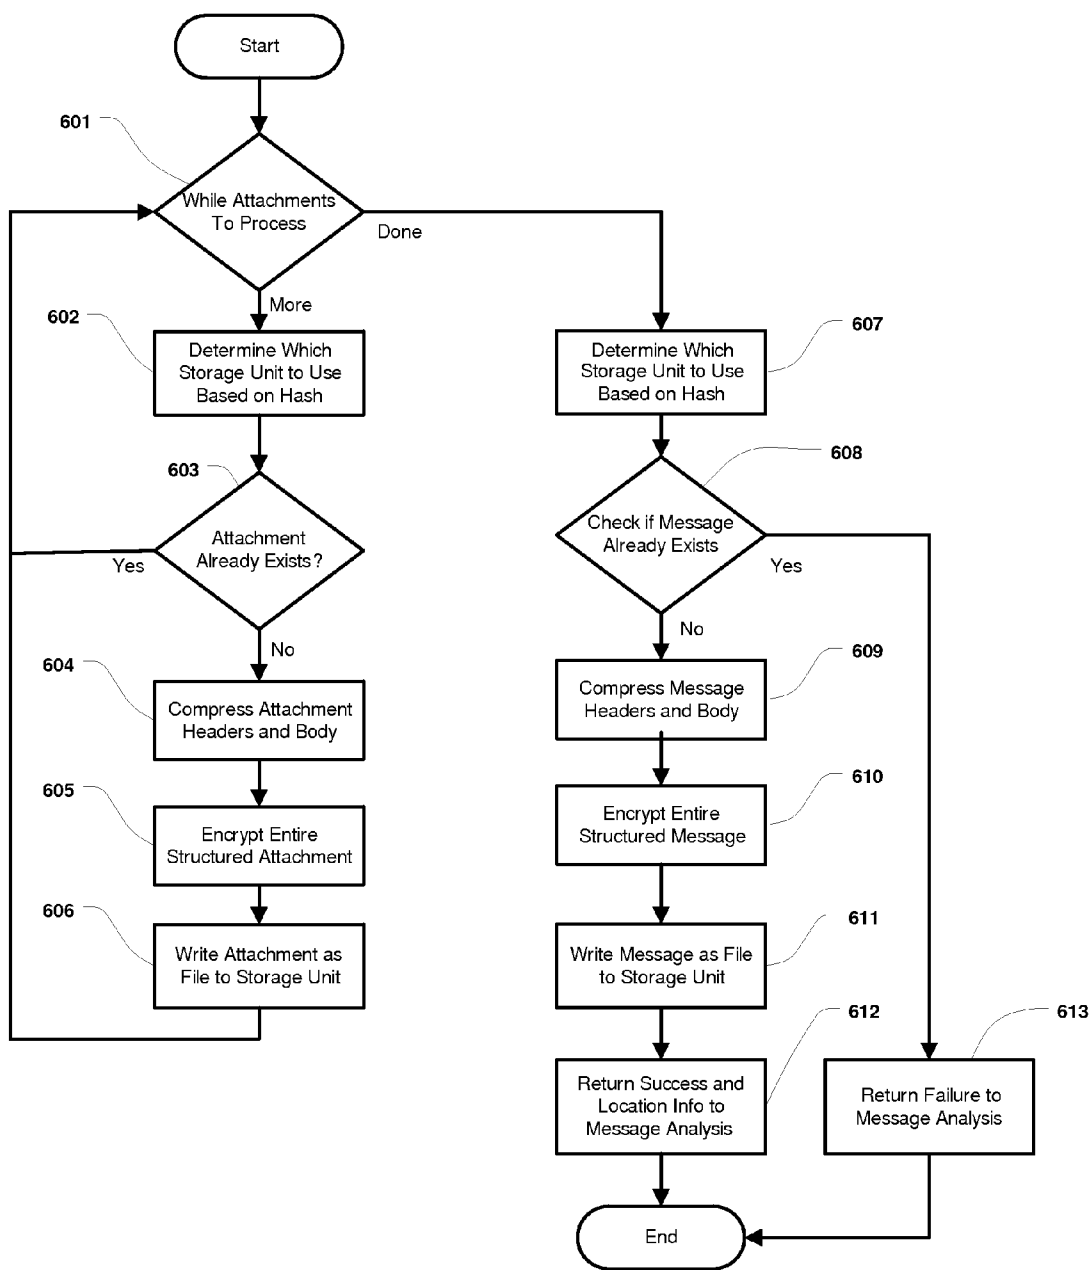 Start
601
While Attachments
To Process
Done
More
602
Determine Which
Storage Unit to Use
Based on Hash
603
Attachment
Already Exists?
Yes
No
604
Compress Attachment
Headers and Body
605
Encrypt Entire
Structured Attachment
606
Write Attachment as
File to Storage Unit
607
Determine Which
Storage Unit to Use
Based on Hash
608
Check if Message
Already Exists
Yes
No
609
Compress Message
Headers and Body
610
Encrypt Entire
Structured Message
611
Write Message as File
to Storage Unit
612
Return Success and
Location Info to
Message Analysis
613
Return Failure to
Message Analysis
End